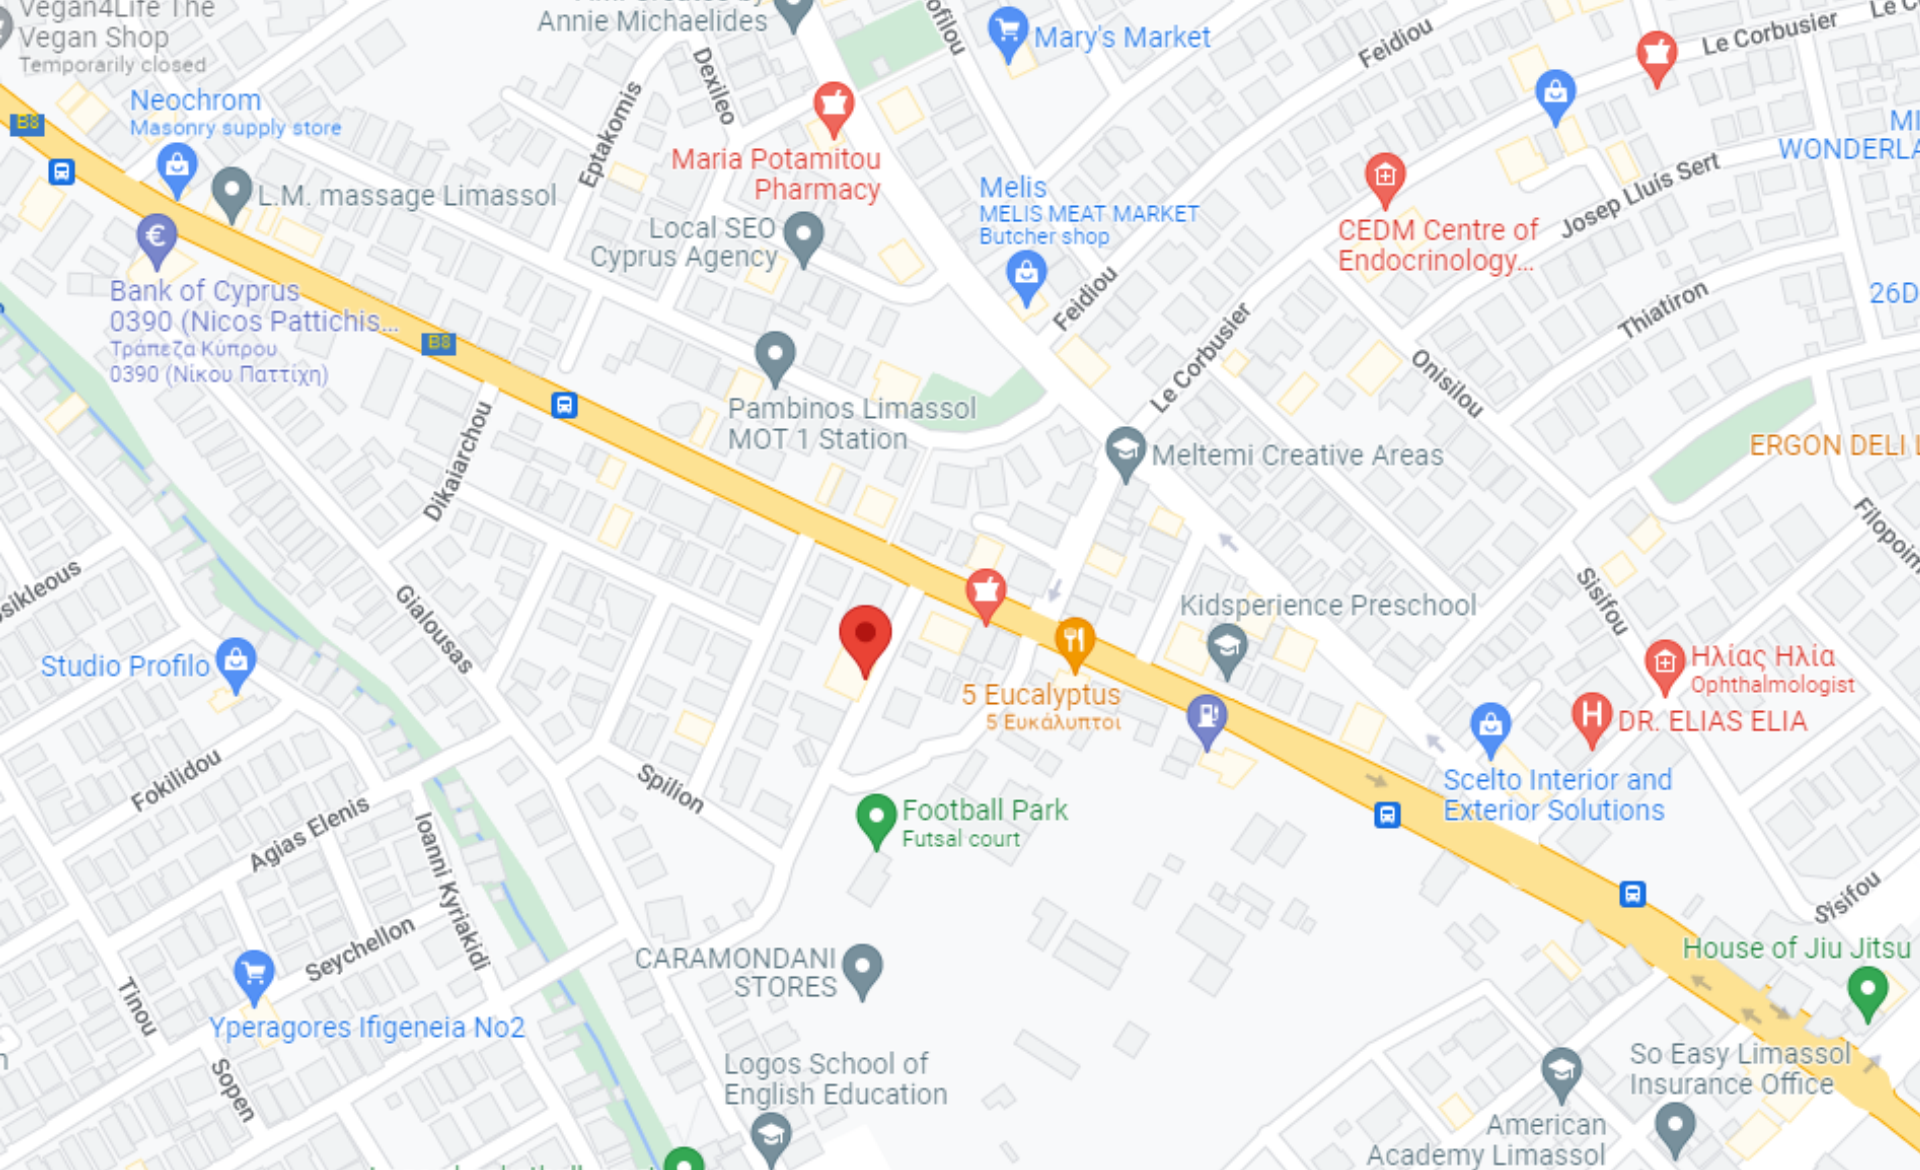 Vegan4Life The
Vegan Shop
Temporarily closed
Annie Michaelides
Mary's Market
Feidiou
Le Corbusier
Neochrom
Masonry supply store
B8
Dexileo
Eptakomis
L.M. massage Limassol
Maria Potamitou
Pharmacy
Melis
MELIS MEAT MARKET
Butcher shop
Local SEO
Cyprus Agency
CEDM Centre of
Endocrinology...
Josep Lluís Sert
WONDERLA
Thiatiron
26D
Bank of Cyprus
0390 (Nicos Pattichis...
Τράπεζα Κύπρου
0390 (Νίκου Παττίχη)
B8
Feidiou
Le Corbusier
Onisilou
Pambinos Limassol
MOT 1 Station
Meltemi Creative Areas
ERGON DELI L
Dikaiarchou
Filopoim
sikleous
Gialousas
Kidsperience Preschool
Sisifou
Studio Profilo
5 Eucalyptus
5 Ευκάλυπτοι
Ηλίας Ηλία
Ophthalmologist
DR. ELIAS ELIA
Fokilidou
Spilion
Scelto Interior and
Exterior Solutions
Agias Elenis
Ioanni Kyriakidi
Football Park
Futsal court
Sisifou
Seychellon
CARAMONDANI
STORES
House of Jiu Jitsu
Tinou
Yperagores Ifigeneia No2
Sopen
Logos School of
English Education
So Easy Limassol
Insurance Office
American
Academy Limassol